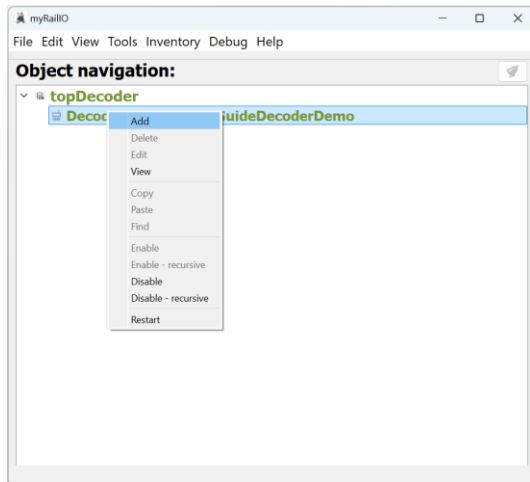 myRailIO
File Edit View Tools Inventory Debug Help
Object navigation:
topDecoder
Decod uideDecoderDemo
Add
Delete
Edit
View
Copy
Paste
Find
Enable
Enable - recursive
Disable
Disable - recursive
Restart